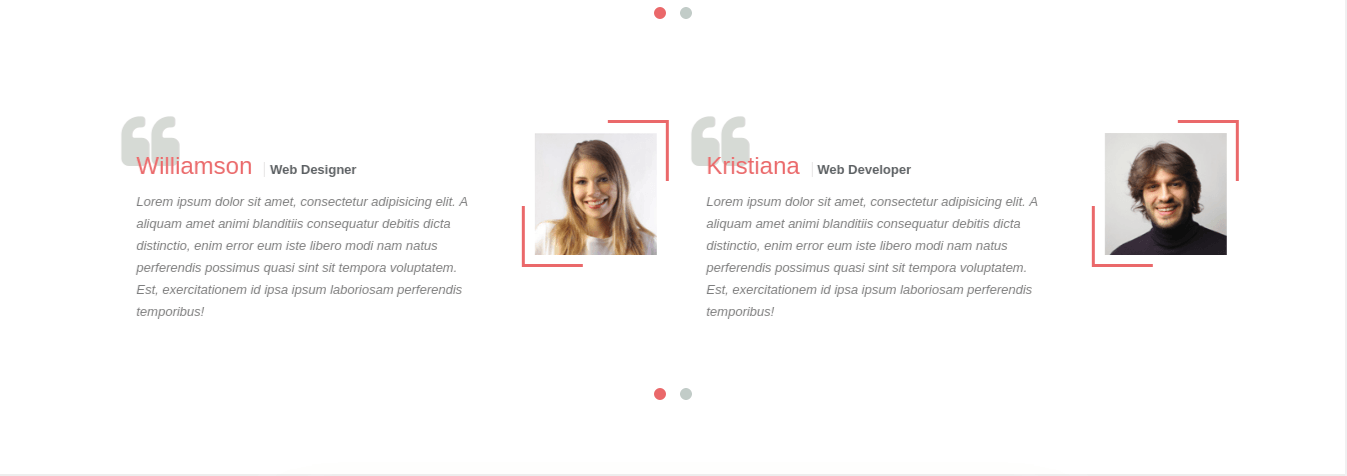 Williamson Web Designer
Lorem ipsum dolor sit amet, consectetur adipisicing elit. A
aliquam amet animi blanditiis consequatur debitis dicta
distinctio, enim error eum iste libero modi nam natus
perferendis possimus quasi sint sit tempora voluptatem.
Est, exercitationem id ipsa ipsum laboriosam perferendis
temporibus!
Kristiana Web Developer
Lorem ipsum dolor sit amet, consectetur adipisicing elit. A
aliquam amet animi blanditiis consequatur debitis dicta
distinctio, enim error eum iste libero modi nam natus
perferendis possimus quasi sint sit tempora voluptatem.
Est, exercitationem id ipsa ipsum laboriosam perferendis
temporibus!